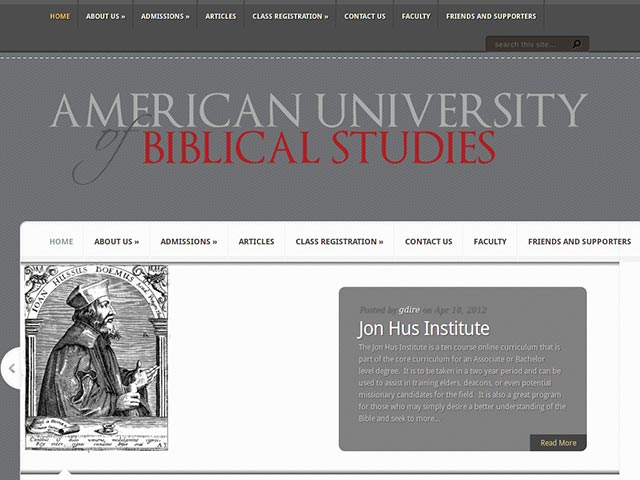 HOME ABOUT US » ADMISSIONS » ARTICLES CLASS REGISTRATION » CONTACT US FACULTY FRIENDS AND SUPPORTERS
search this site...
AMERICAN UNIVERSITY
of BIBLICAL STUDIES
HOME ABOUT US » ADMISSIONS » ARTICLES CLASS REGISTRATION » CONTACT US FACULTY FRIENDS AND SUPPORTERS
IOAN HUSSUS BOEMUS
Posted by gdire on Apr 18, 2012
Jon Hus Institute
The Jon Hus Institute is a ten course online curriculum that is
part of the core curriculum for an Associate or Bachelor
level degree. It is to be taken in a two year period and can be
used to assist in training elders, deacons, or even potential
missionary candidates for the field. It is also a great program
for those who may simply desire a better understanding of the
Bible and seek to more...
Read More